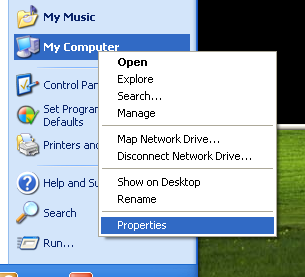 My Music
My Computer
Control Pan
Set Program
Defaults
Printers and
Help and Su
Search
Run...
Open
Explore
Search...
Manage
Map Network Drive...
Disconnect Network Drive...
Show on Desktop
Rename
Properties